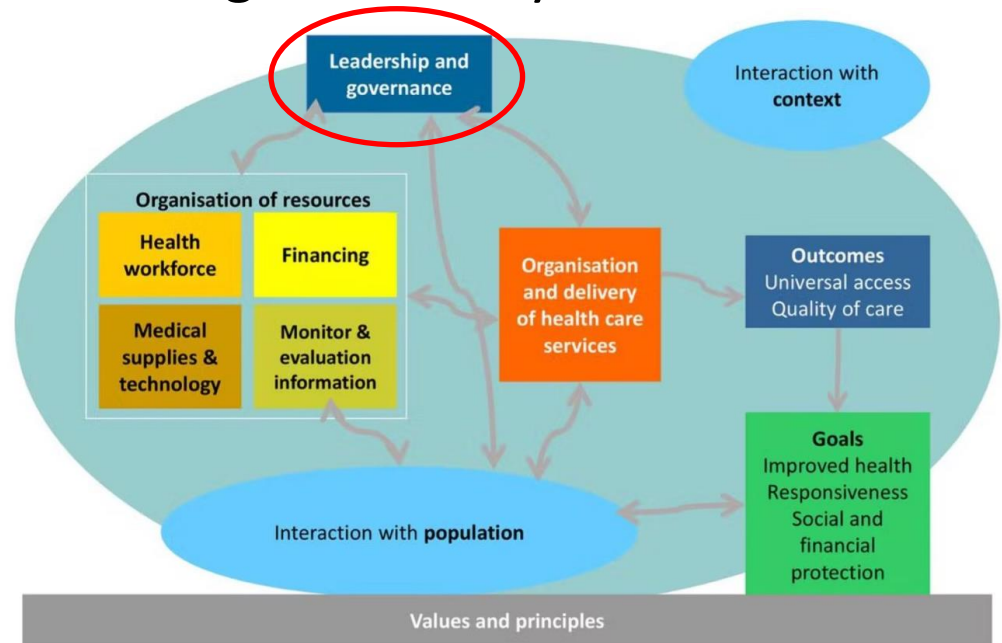 Leadership and
governance
Interaction with
context
Organisation of resources
Health
workforce
Financing
Medical
supplies &
technology
Monitor &
evaluation
information
Organisation
and delivery
of health care
services
Outcomes
Universal access
Quality of care
Goals
Improved health
Responsiveness
Social and
financial
protection
Interaction with population
Values and principles